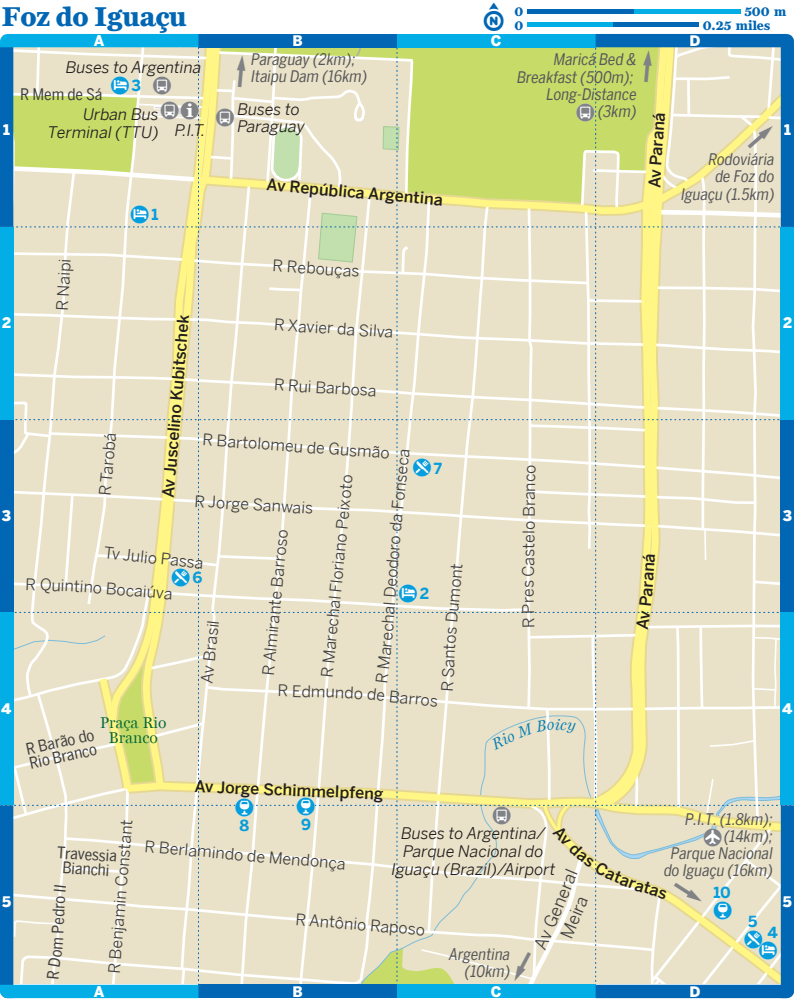 Foz do Iguaçu
N
0 500 m
0 0.25 miles
A B C D
1
2
3
4
5
1
2
3
4
5
A B C D
Buses to Argentina
3
R Mem de Sá
Urban Bus
Terminal (TTU)
P.I.T.
Paraguay (2km);
Itaipu Dam (16km)
Buses to
Paraguay
Maricá Bed &
Breakfast (500m);
Long-Distance
(3km)
Av Paraná
Rodoviária
de Foz do
Iguaçu (1.5km)
Av República Argentina
1
R Naipi
R Rebouças
R Xavier da Silva
Av Juscelino Kubitschek
R Rui Barbosa
R Tarobá
R Bartolomeu de Gusmão
7
R Jorge Sanwais
R Marechal Floriano Peixoto
R Marechal Deodoro da Fonseca
R Pres Castelo Branco
Tv Julio Passa
6
R Quintino Bocaiúva
R Almirante Barroso
2
R Santos Dumont
Av Paraná
Av Brasil
R Edmundo de Barros
Praça Rio
Branco
R Barão do
Rio Branco
Rio M Boicy
Av Jorge Schimmelpfeng
8
9
Buses to Argentina/
Parque Nacional do
Iguaçu (Brazil)/Airport
Av das Cataratas
P.I.T. (1.8km);
(14km);
Parque Nacional
do Iguaçu (16km)
Travessia
Bianchi
R Benjamin Constant
R Berlamindo de Mendonça
R Dom Pedro II
R Antônio Raposo
Av General
Meira
Argentina
(10km)
10
5
4